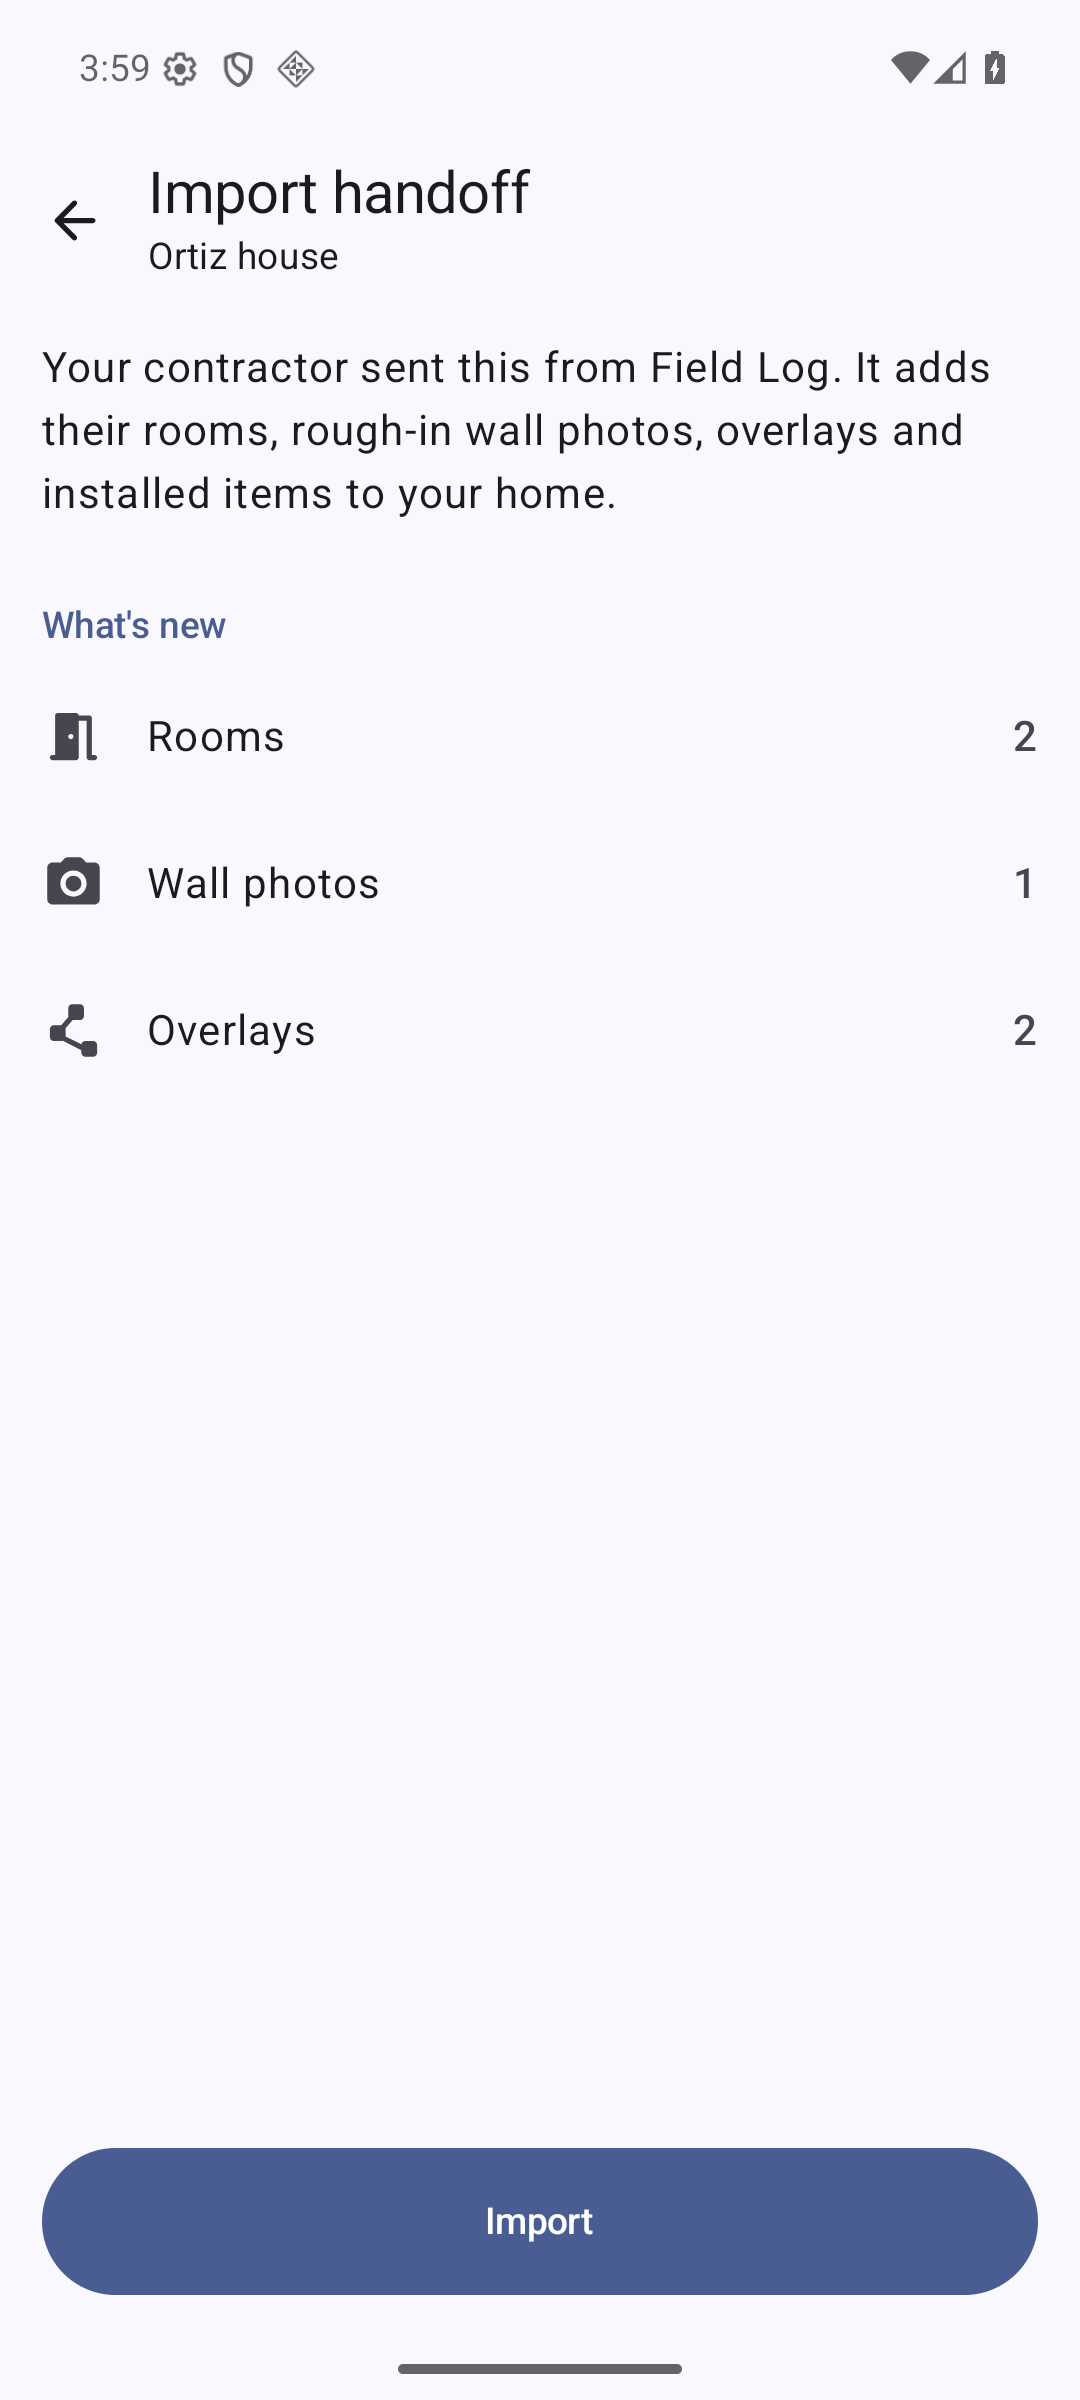 3:59
Import handoff
Ortiz house
Your contractor sent this from Field Log. It adds
their rooms, rough-in wall photos, overlays and
installed items to your home.
What's new
Rooms 2
Wall photos 1
Overlays 2
Import